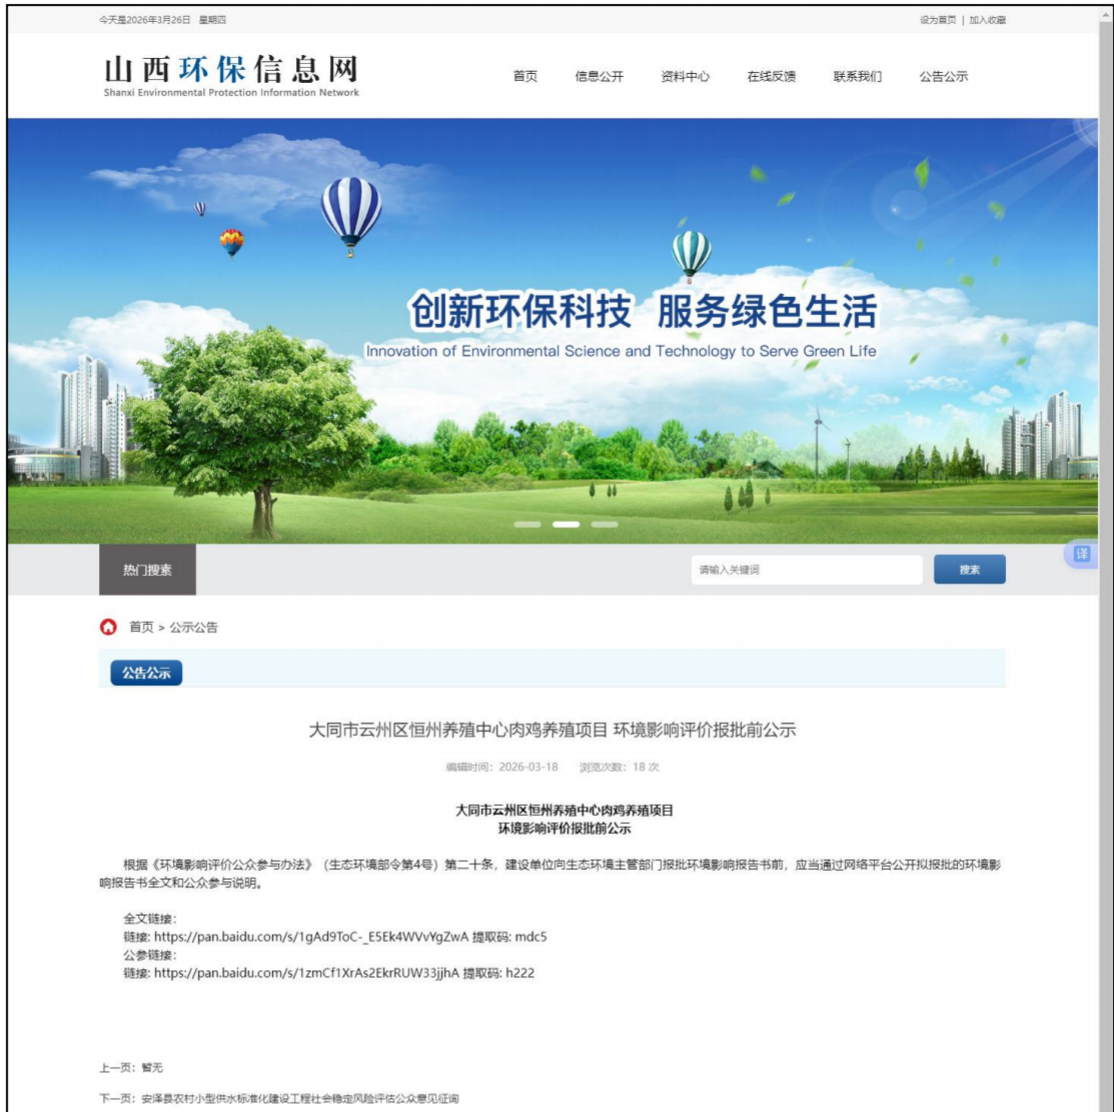 今天是2026年3月26日 星期四
设为首页 | 加入收藏
山西环保信息网
Shanxi Environmental Protection Information Network
首页 信息公开 资料中心 在线反馈 联系我们 公告公示
创新环保科技 服务绿色生活
Innovation of Environmental Science and Technology to Serve Green Life
译
热门搜索
请输入关键词
搜索
首页 > 公示公告
公告公示
大同市云州区恒州养殖中心肉鸡养殖项目 环境影响评价报批前公示
编辑时间：2026-03-18 浏览次数：18 次
大同市云州区恒州养殖中心肉鸡养殖项目
环境影响评价报批前公示
根据《环境影响评价公众参与办法》（生态环境部令第4号）第二十条，建设单位向生态环境主管部门报批环境影响报告书前，应当通过网络平台公开拟报批的环境影
响报告书全文和公众参与说明。
全文链接：
链接: https://pan.baidu.com/s/1gAd9ToC-_E5Ek4WVvYgZwA 提取码: mdc5
公参链接：
链接: https://pan.baidu.com/s/1zmCf1XrAs2EkrRUW33jjhA 提取码: h222
上一页：暂无
下一页：安泽县农村小型供水标准化建设工程社会稳定风险评估公众意见征询